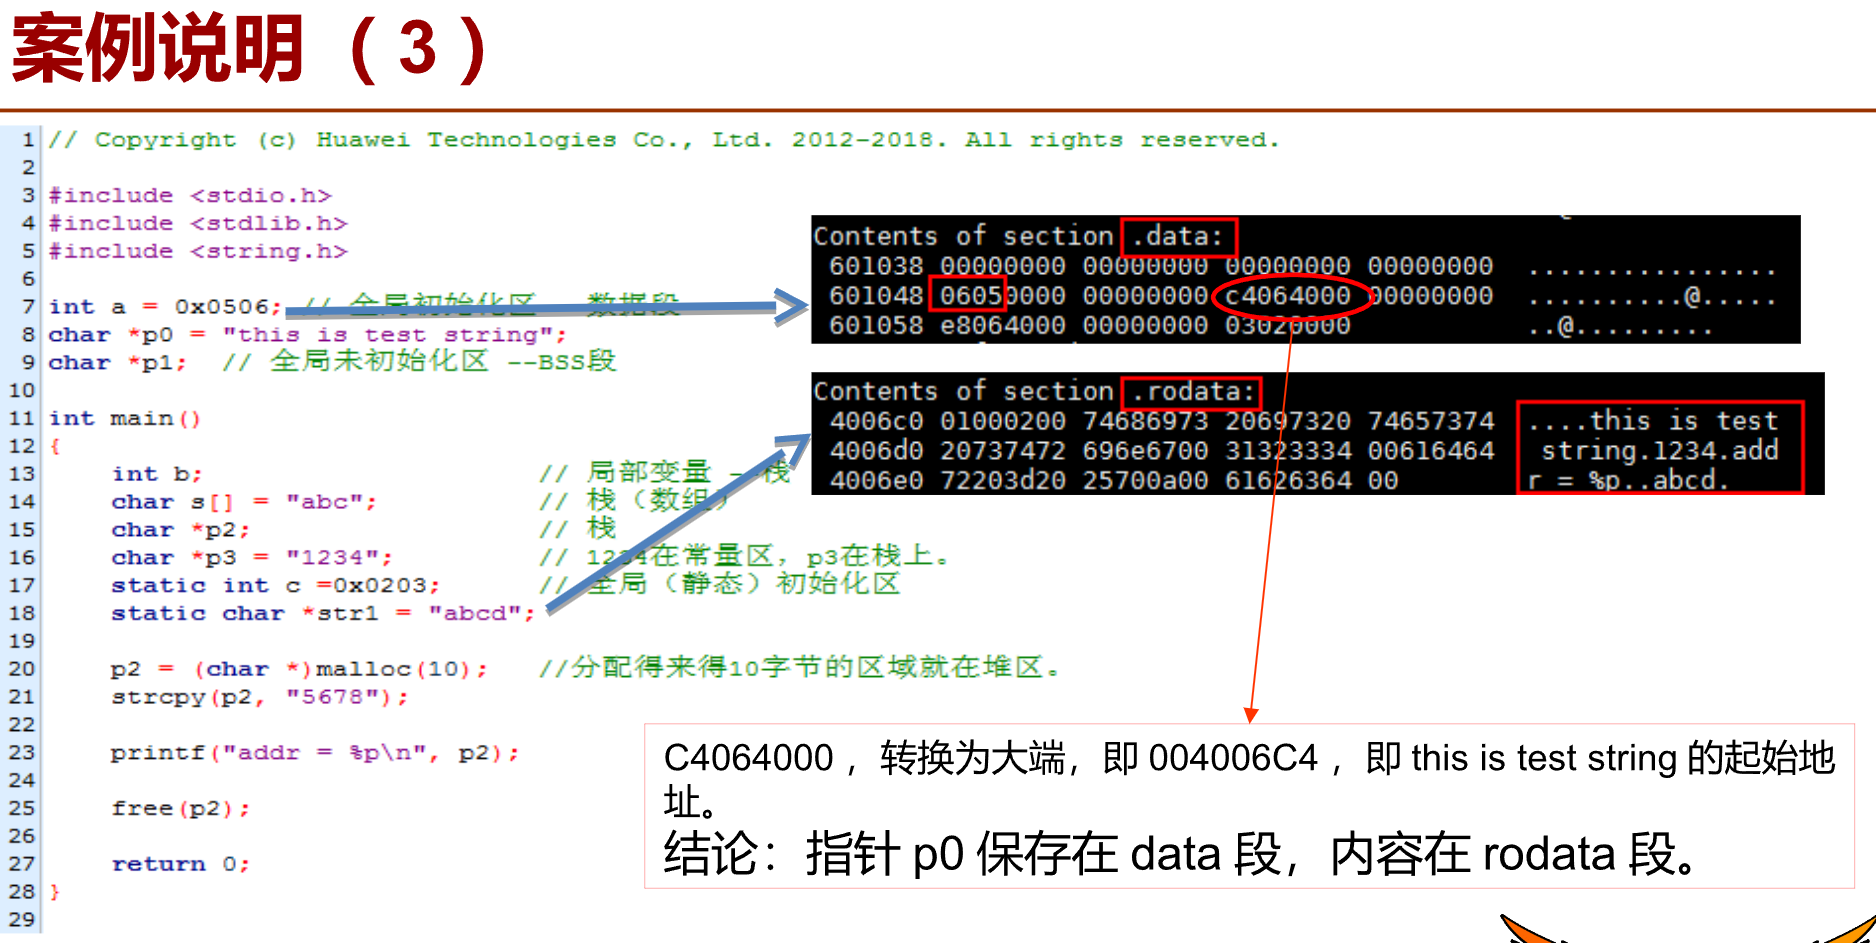 案例说明（3）
1 // Copyright (c) Huawei Technologies Co., Ltd. 2012-2018. All rights reserved.
2
3 #include <stdio.h>
4 #include <stdlib.h>
5 #include <string.h>
6
7 int a = 0x0506; // 全局初始化区 数据段
8 char *p0 = "this is test string";
9 char *p1; // 全局未初始化区 --BSS段
10
11 int main()
12 {
13 int b; // 局部变量 --栈
14 char s[] = "abc"; // 栈（数组）
15 char *p2; // 栈
16 char *p3 = "1234"; // 1234在常量区，p3在栈上。
17 static int c =0x0203; // 全局（静态）初始化区
18 static char *str1 = "abcd";
19
20 p2 = (char *)malloc(10); //分配得来得10字节的区域就在堆区。
21 strcpy(p2, "5678");
22
23 printf("addr = %p\n", p2);
24
25 free(p2);
26
27 return 0;
28 }
29
Contents of section .data:
601038 00000000 00000000 00000000 00000000 ................
601048 06050000 00000000 c4064000 00000000 ..........@.....
601058 e8064000 00000000 03020000 ..@.........
Contents of section .rodata:
4006c0 01000200 74686973 20697320 74657374 ....this is test
4006d0 20737472 696e6700 31323334 00616464 string.1234.add
4006e0 72203d20 25700a00 61626364 00 r = %p..abcd.
C4064000 ，转换为大端，即 004006C4 ，即 this is test string 的起始地
址。
结论：指针 p0 保存在 data 段，内容在 rodata 段。